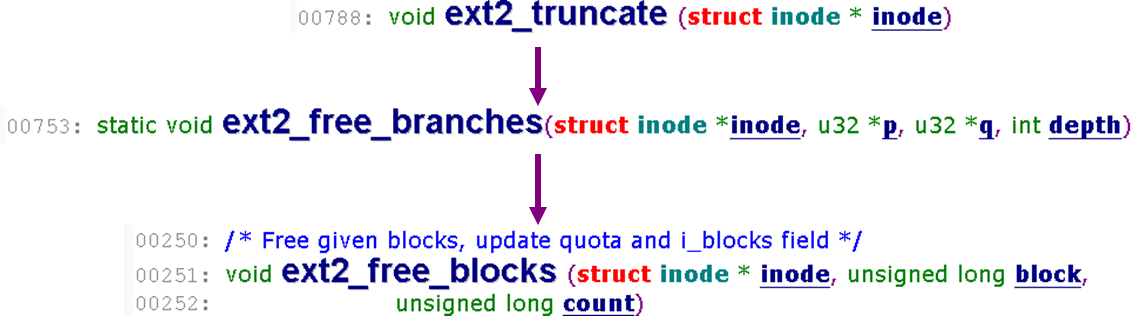 00788: void ext2_truncate (struct inode * inode)
00753: static void ext2_free_branches(struct inode *inode, u32 *p, u32 *q, int depth)
00250: /* Free given blocks, update quota and i_blocks field */
00251: void ext2_free_blocks (struct inode * inode, unsigned long block,
00252: unsigned long count)